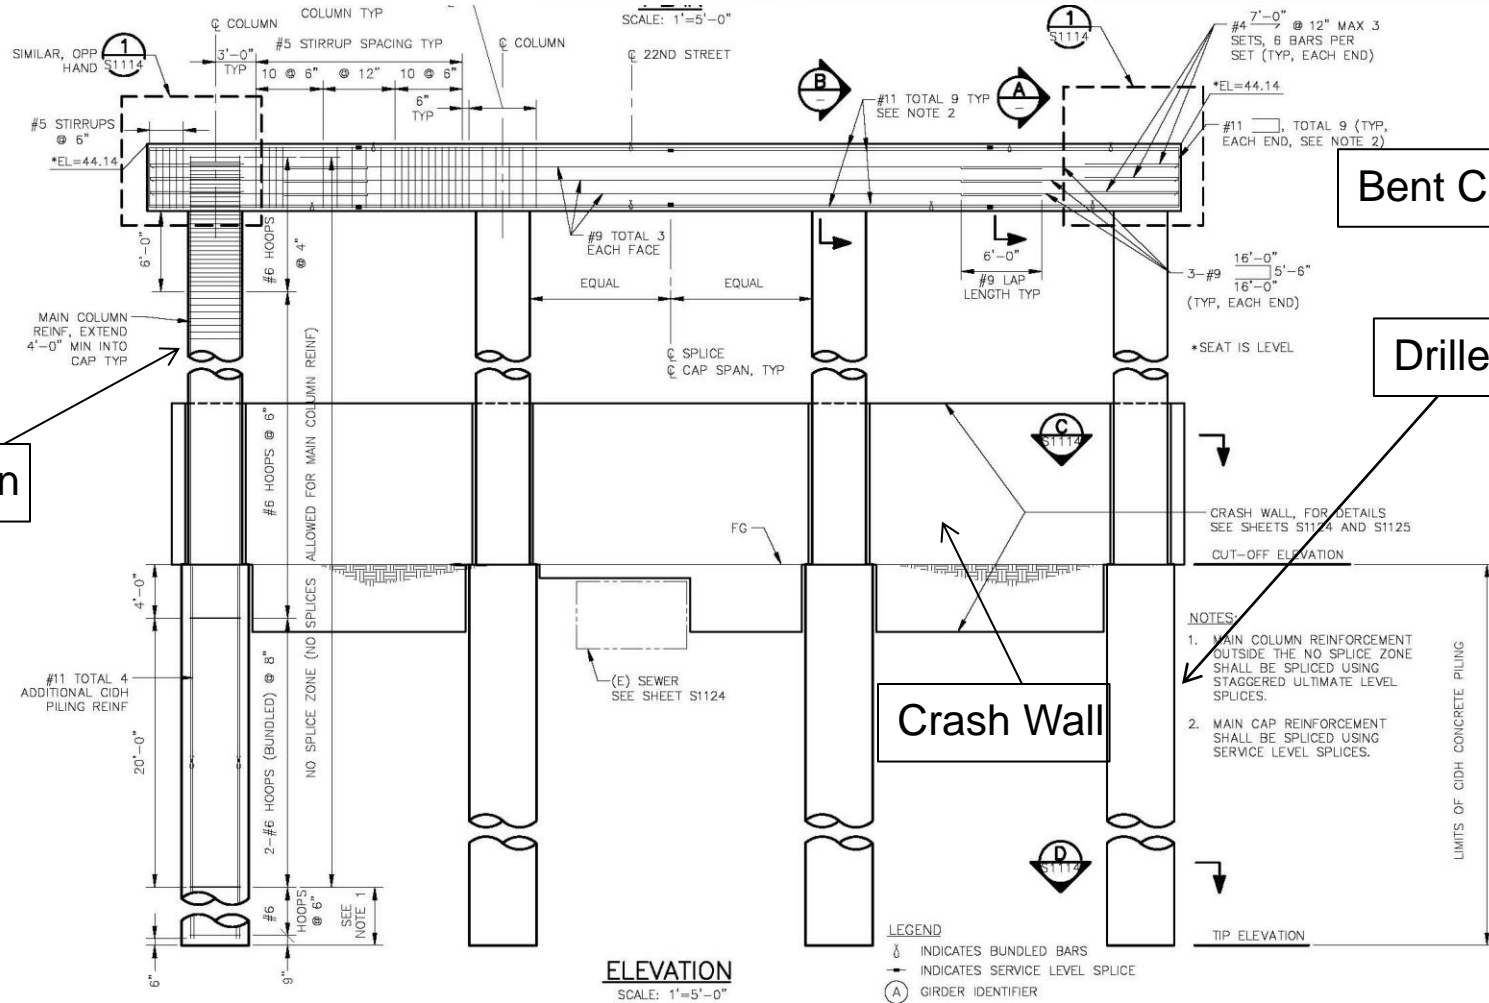 SCALE: 1'=5'-0"
℄ COLUMN
COLUMN TYP
#5 STIRRUP SPACING TYP
3'-0"
TYP
10 @ 6"
@ 12"
10 @ 6"
6"
TYP
℄ COLUMN
℄ 22ND STREET
SIMILAR, OPP
HAND
1
S1114
#5 STIRRUPS
@ 6"
*EL=44.14
B
-
#11 TOTAL 9 TYP
SEE NOTE 2
A
-
1
S1114
#4 7'-0" @ 12" MAX 3
SETS, 6 BARS PER
SET (TYP, EACH END)
*EL=44.14
#11 , TOTAL 9 (TYP,
EACH END, SEE NOTE 2)
Bent C
6'-0"
#6 HOOPS
@ 4"
#9 TOTAL 3
EACH FACE
EQUAL
EQUAL
6'-0"
#9 LAP
LENGTH TYP
3-#9
16'-0"
5'-6"
16'-0"
(TYP, EACH END)
MAIN COLUMN
REINF, EXTEND
4'-0" MIN INTO
CAP TYP
℄ SPLICE
℄ CAP SPAN, TYP
*SEAT IS LEVEL
Drille
n
#6 HOOPS @ 6"
NO SPLICE ZONE (NO SPLICES ALLOWED FOR MAIN COLUMN REINF)
C
S1114
FG
CRASH WALL, FOR DETAILS
SEE SHEETS S1124 AND S1125
CUT-OFF ELEVATION
4'-0"
#11 TOTAL 4
ADDITIONAL CIDH
PILING REINF
20'-0"
2-#6 HOOPS (BUNDLED) @ 8"
(E) SEWER
SEE SHEET S1124
Crash Wall
NOTES:
1. MAIN COLUMN REINFORCEMENT
OUTSIDE THE NO SPLICE ZONE
SHALL BE SPLICED USING
STAGGERED ULTIMATE LEVEL
SPLICES.
2. MAIN CAP REINFORCEMENT
SHALL BE SPLICED USING
SERVICE LEVEL SPLICES.
LIMITS OF CIDH CONCRETE PILING
D
S1114
#6
HOOPS
@ 6"
SEE
NOTE 1
6"
9"
TIP ELEVATION
ELEVATION
SCALE: 1'=5'-0"
LEGEND
INDICATES BUNDLED BARS
INDICATES SERVICE LEVEL SPLICE
A GIRDER IDENTIFIER